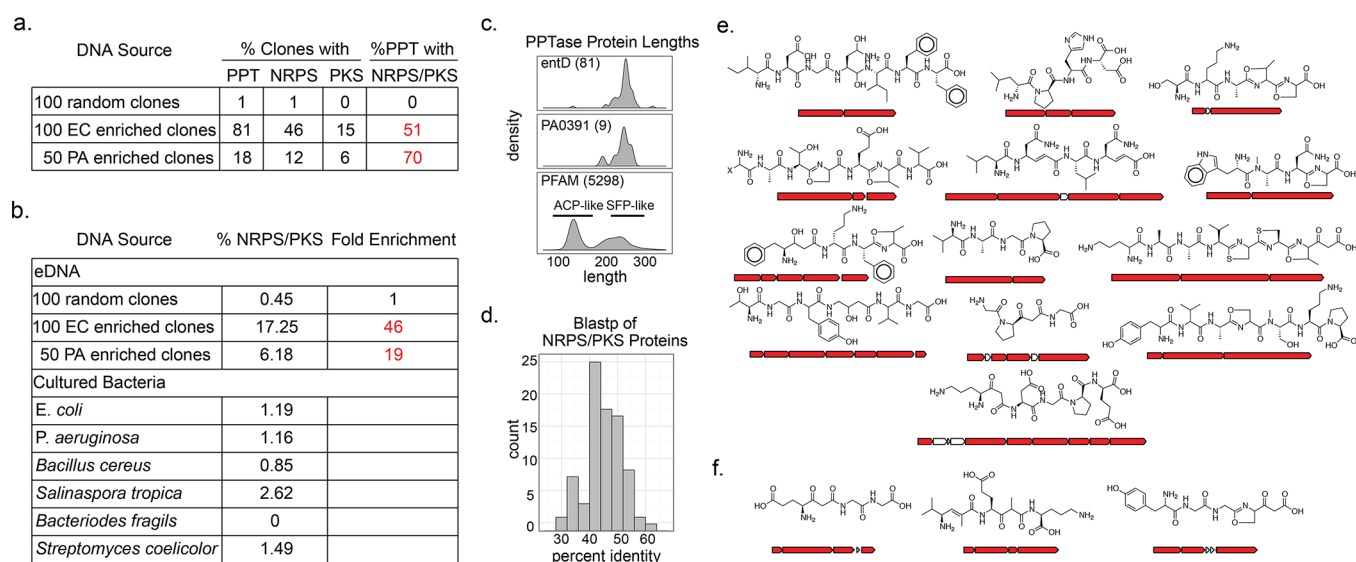 a.
DNA Source % Clones with %PPT with
PPT NRPS PKS NRPS/PKS
100 random clones 1 1 0 0
100 EC enriched clones 81 46 15 51
50 PA enriched clones 18 12 6 70
b.
DNA Source % NRPS/PKS Fold Enrichment
eDNA
100 random clones 0.45 1
100 EC enriched clones 17.25 46
50 PA enriched clones 6.18 19
Cultured Bacteria
E. coli 1.19
P. aeruginosa 1.16
Bacillus cereus 0.85
Salinaspora tropica 2.62
Bacteriodes fragils 0
Streptomyces coelicolor 1.49
c.
PPTase Protein Lengths
entD (81)
PA0391 (9)
PFAM (5298)
ACP-like SFP-like
density
100 200 300
length
d.
Blastp of
NRPS/PKS Proteins
25
20
15
10
5
0
count
30 40 50 60
percent identity
e.
f.